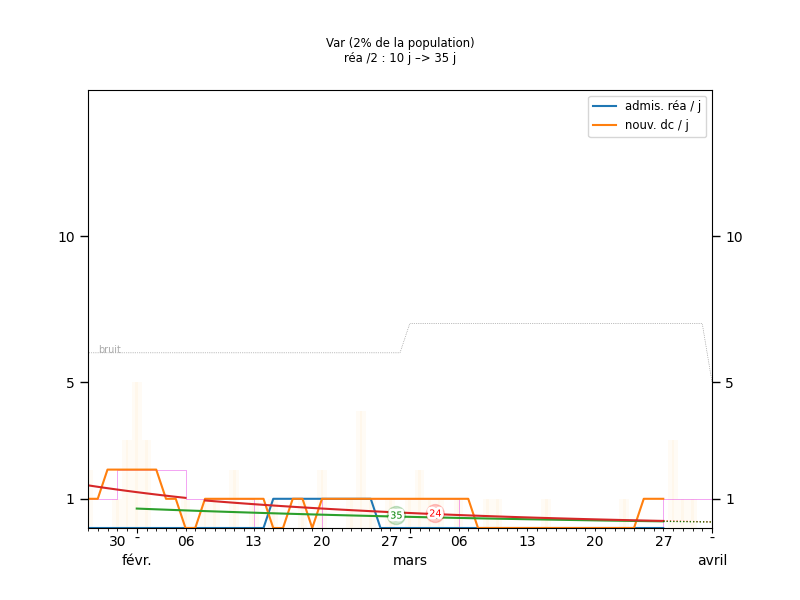 Var (2% de la population)
réa /2 : 10 j –> 35 j
admis. réa / j
nouv. dc / j
10
10
bruit
5
5
1
1
35
24
30
06
13
20
27
06
13
20
27
févr.
mars
avril